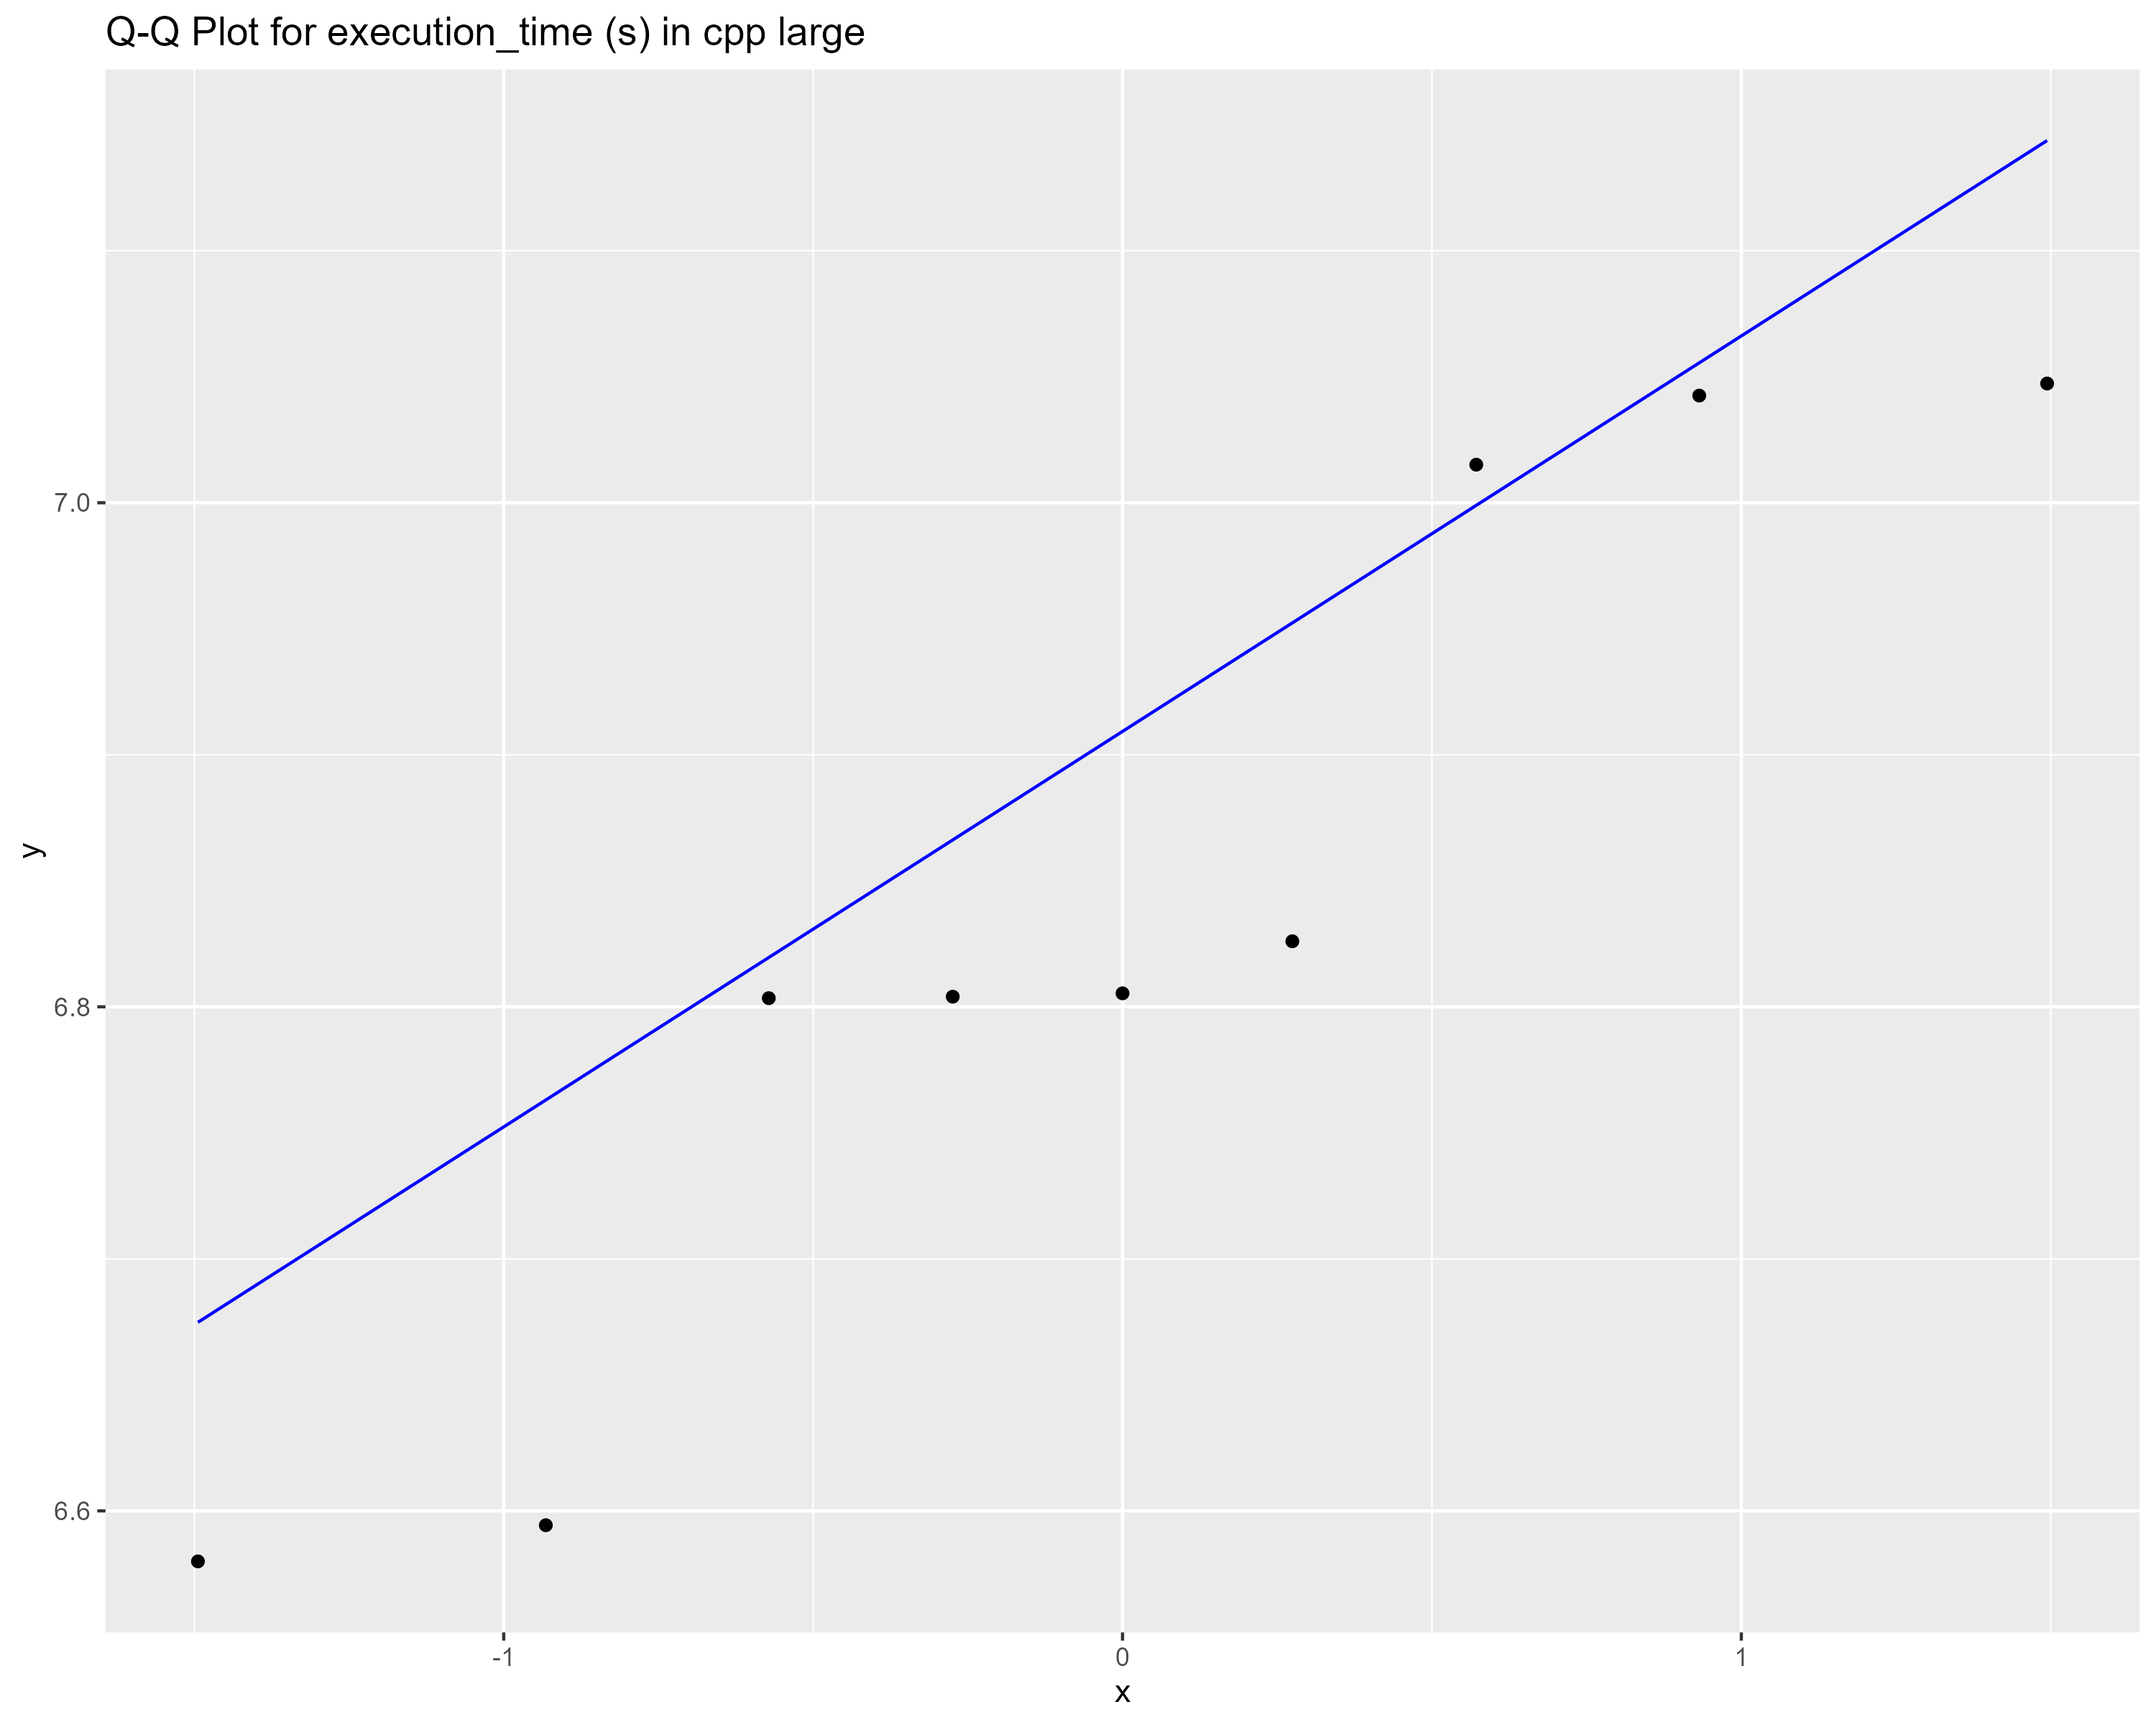 Q-Q Plot for execution_time (s) in cpp large
y
7.0
6.8
6.6
-1
0
1
x